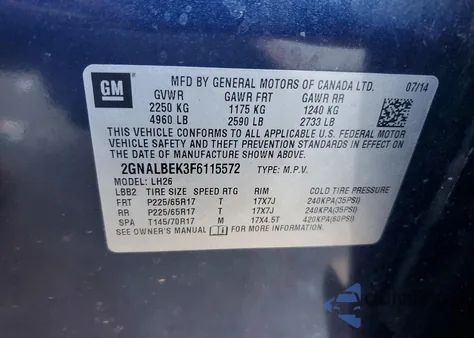 GM
MFD BY GENERAL MOTORS OF CANADA LTD. 07/14
GVWR GAWR FRT GAWR RR
2250 KG 1175 KG 1240 KG
4960 LB 2590 LB 2733 LB
THIS VEHICLE CONFORMS TO ALL APPLICABLE U.S. FEDERAL MOTOR
VEHICLE SAFETY AND THEFT PREVENTION STANDARDS IN EFFECT ON
THE DATE OF MANUFACTURE SHOWN ABOVE.
2GNALBEK3F6115572 TYPE: M.P.V.
MODEL: LH26
LBB2 TIRE SIZE SPEED RTG RIM COLD TIRE PRESSURE
FRT P225/65R17 T 17X7J 240KPA(35PSI)
RR P225/65R17 T 17X7J 240KPA(35PSI)
SPA T145/70R17 M 17X4.5T 420KPA(60PSI)
SEE OWNER'S MANUAL FOR MORE INFORMATION.